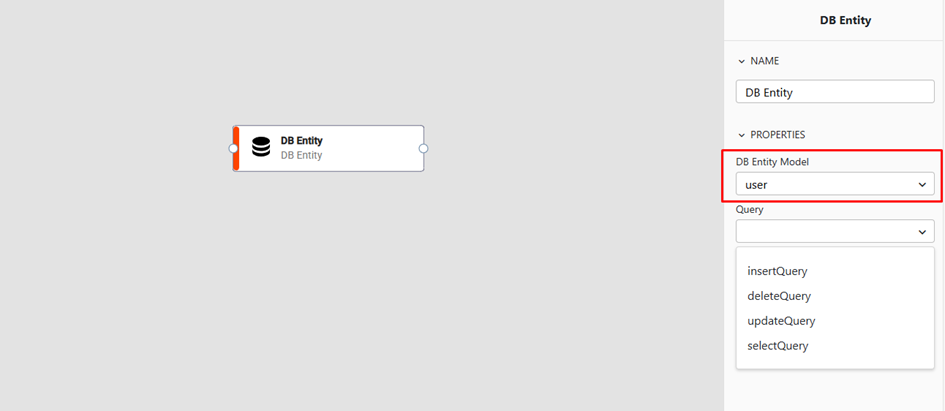 DB Entity
DB Entity
DB Entity
NAME
DB Entity
PROPERTIES
DB Entity Model
user
Query
insertQuery
deleteQuery
updateQuery
selectQuery